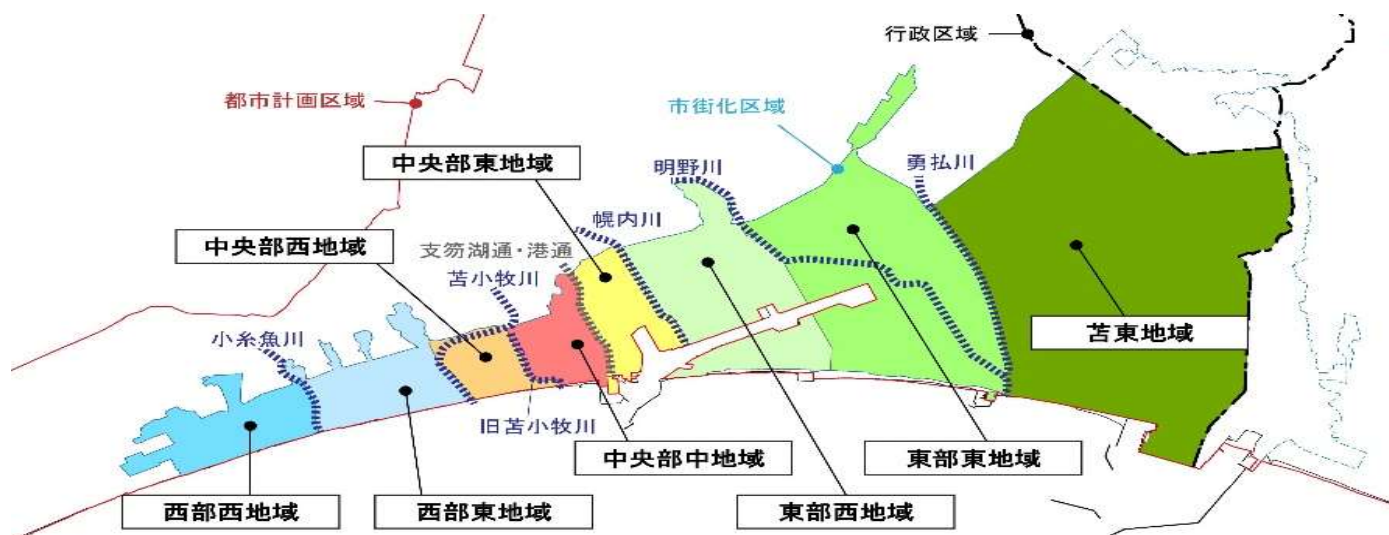 行政区域
都市計画区域
市街化区域
中央部東地域
明野川
勇払川
幌内川
中央部西地域
支笏湖通・港通
苫小牧川
小糸魚川
苫東地域
旧苫小牧川
中央部中地域
東部東地域
西部西地域
西部東地域
東部西地域